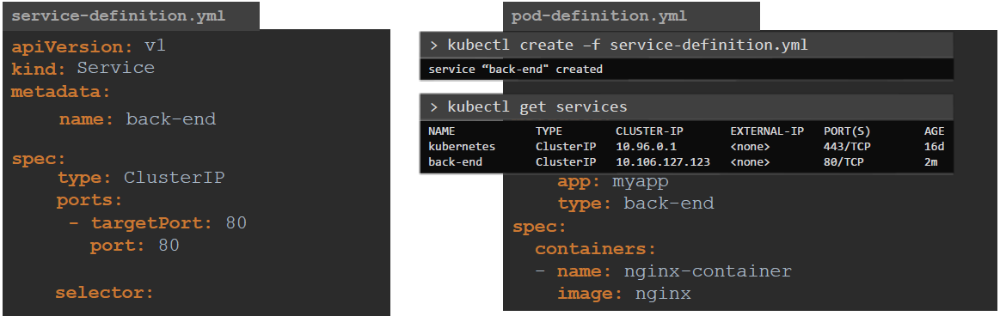 service-definition.yml
apiVersion: v1
kind: Service
metadata:
name: back-end
spec:
type: ClusterIP
ports:
- targetPort: 80
port: 80
selector:
pod-definition.yml
> kubectl create –f service-definition.yml
service “back-end" created
> kubectl get services
NAME TYPE CLUSTER-IP EXTERNAL-IP PORT(S) AGE
kubernetes ClusterIP 10.96.0.1 <none> 443/TCP 16d
back-end ClusterIP 10.106.127.123 <none> 80/TCP 2m
app: myapp
type: back-end
spec:
containers:
- name: nginx-container
image: nginx